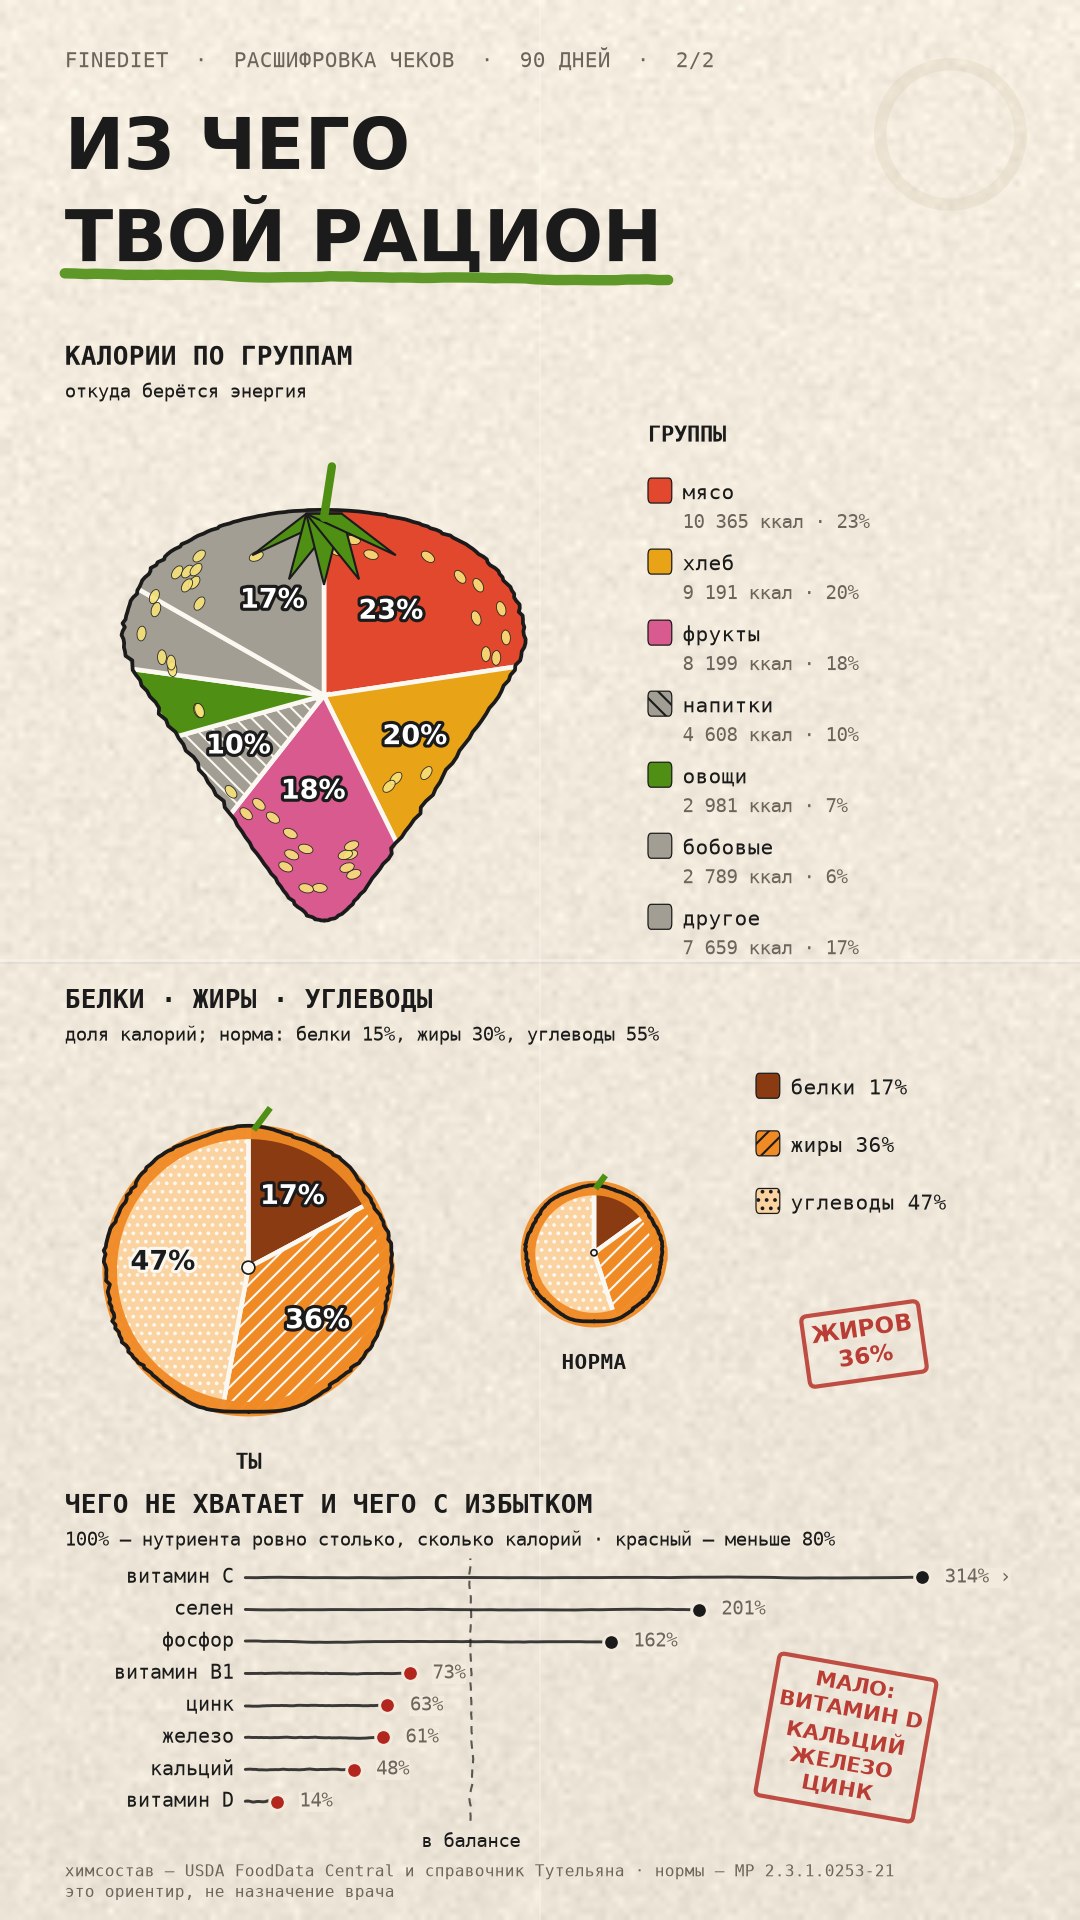 FINEDIET · РАСШИФРОВКА ЧЕКОВ · 90 ДНЕЙ · 2/2
ИЗ ЧЕГО
ТВОЙ РАЦИОН
КАЛОРИИ ПО ГРУППАМ
откуда берётся энергия
17%
23%
20%
10%
18%
ГРУППЫ
мясо
10 365 ккал · 23%
хлеб
9 191 ккал · 20%
фрукты
8 199 ккал · 18%
напитки
4 608 ккал · 10%
овощи
2 981 ккал · 7%
бобовые
2 789 ккал · 6%
другое
7 659 ккал · 17%
БЕЛКИ · ЖИРЫ · УГЛЕВОДЫ
доля калорий; норма: белки 15%, жиры 30%, углеводы 55%
17%
47%
36%
ТЫ
НОРМА
белки 17%
жиры 36%
углеводы 47%
ЖИРОВ
36%
ЧЕГО НЕ ХВАТАЕТ И ЧЕГО С ИЗБЫТКОМ
100% — нутриента ровно столько, сколько калорий · красный — меньше 80%
витамин C 314% ›
селен 201%
фосфор 162%
витамин B1 73%
цинк 63%
железо 61%
кальций 48%
витамин D 14%
в балансе
МАЛО:
ВИТАМИН D
КАЛЬЦИЙ
ЖЕЛЕЗО
ЦИНК
химсостав — USDA FoodData Central и справочник Тутельяна · нормы — МР 2.3.1.0253-21
это ориентир, не назначение врача